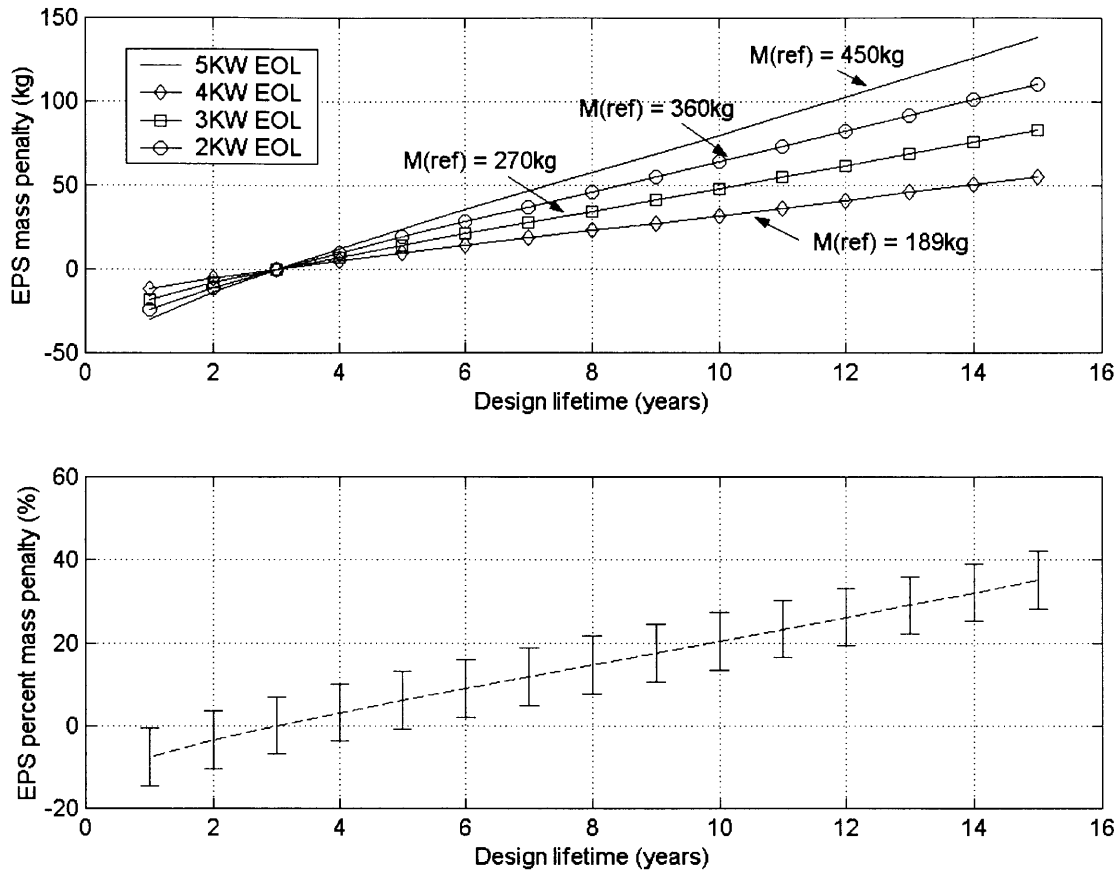 EPS mass penalty (kg)
150
100
50
0
-50
5KW EOL
4KW EOL
3KW EOL
2KW EOL
M(ref) = 450kg
M(ref) = 360kg
M(ref) = 270kg
M(ref) = 189kg
0 2 4 6 8 10 12 14 16
Design lifetime (years)
EPS percent mass penalty (%)
60
40
20
0
-20
0 2 4 6 8 10 12 14 16
Design lifetime (years)